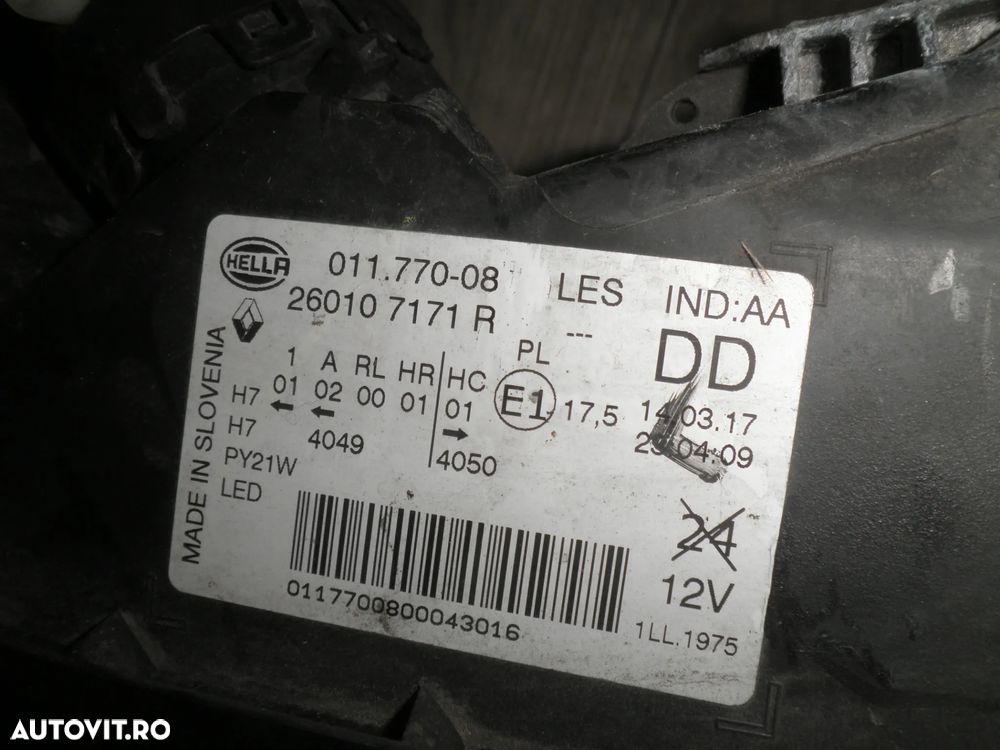 HELLA
011.770-08 LES IND:AA
26010 7171 R --- DD
1 A RL HR HC PL
01 02 00 01 01 E1 17,5 14.03.17
H7 ← ← →
H7 4049 4050 04:09
PY21W
LED
MADE IN SLOVENIA
24
12V
0117700800043016
1LL.1975
AUTOVIT.RO